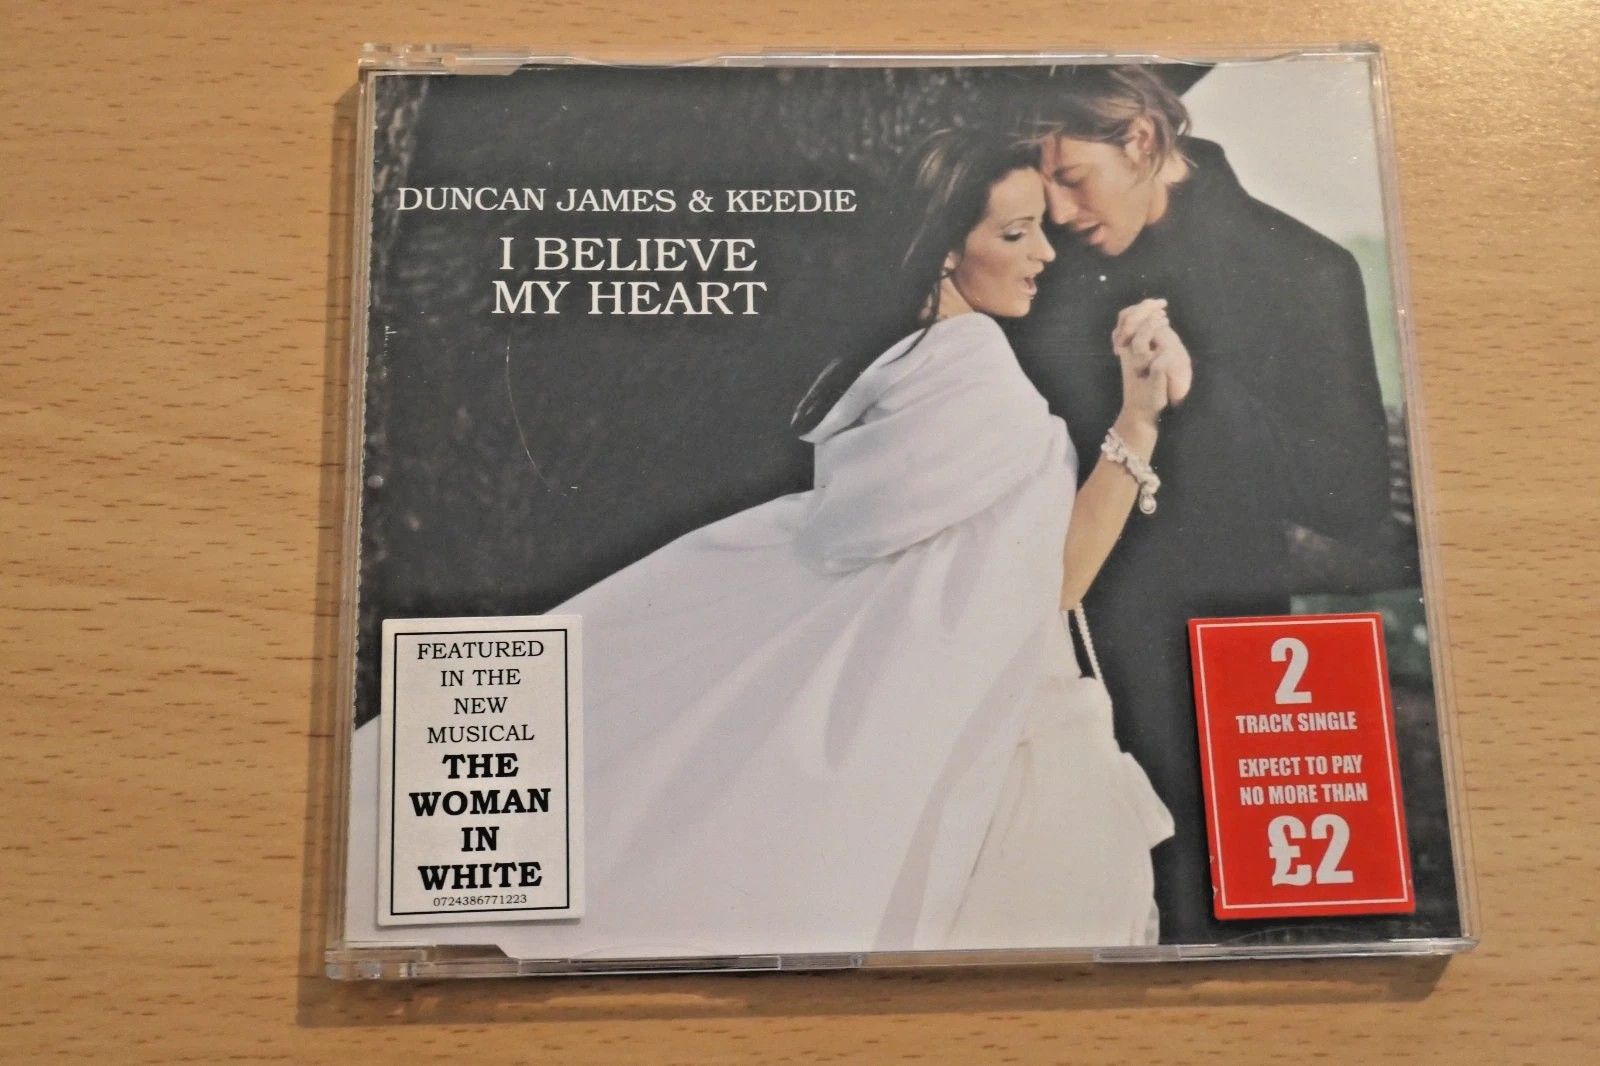 DUNCAN JAMES & KEEDIE
I BELIEVE
MY HEART
FEATURED
IN THE
NEW
MUSICAL
THE
WOMAN
IN
WHITE
0724386771223
2
TRACK SINGLE
EXPECT TO PAY
NO MORE THAN
£2